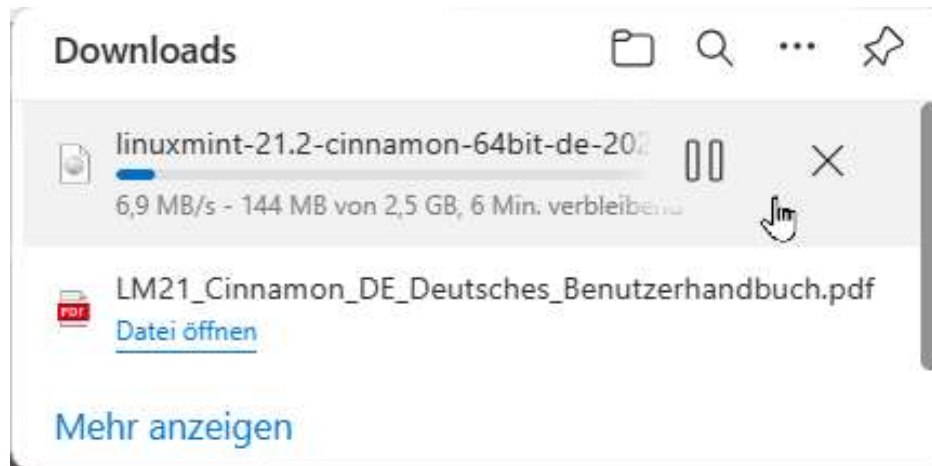 Downloads
linuxmint-21.2-cinnamon-64bit-de-202
6,9 MB/s - 144 MB von 2,5 GB, 6 Min. verbleibend
LM21_Cinnamon_DE_Deutsches_Benutzerhandbuch.pdf
PDF
Datei öffnen
Mehr anzeigen